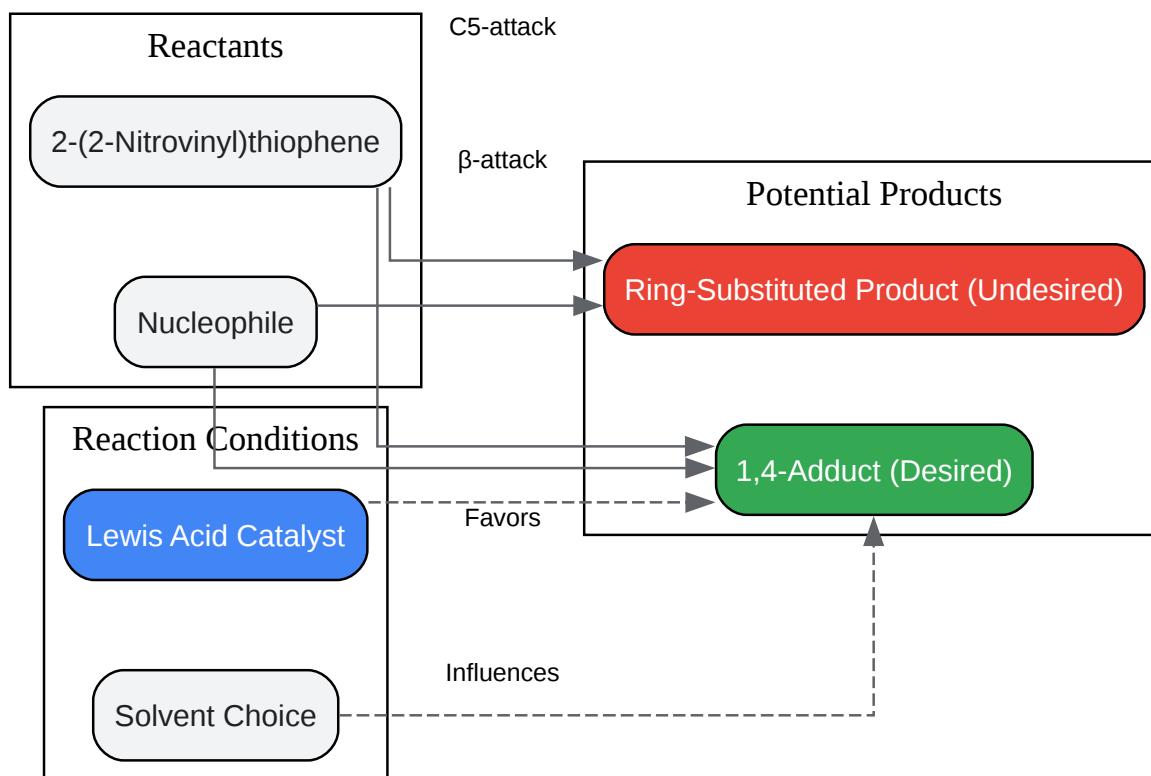 C5-attack
Reactants
2-(2-Nitrovinyl)thiophene
β-attack
Potential Products
Ring-Substituted Product (Undesired)
Nucleophile
Reaction Conditions
1,4-Adduct (Desired)
Lewis Acid Catalyst
Favors
Influences
Solvent Choice